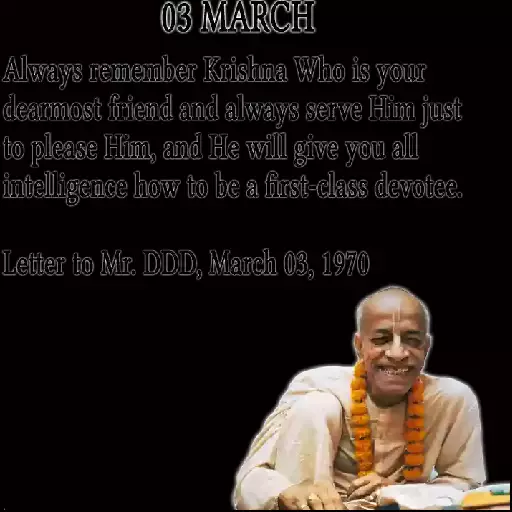 03 MARCH
Always remember Krishna Who is your
dearmost friend and always serve Him just
to please Him, and He will give you all
intelligence how to be a first-class devotee.
Letter to Mr. DDD, March 03, 1970